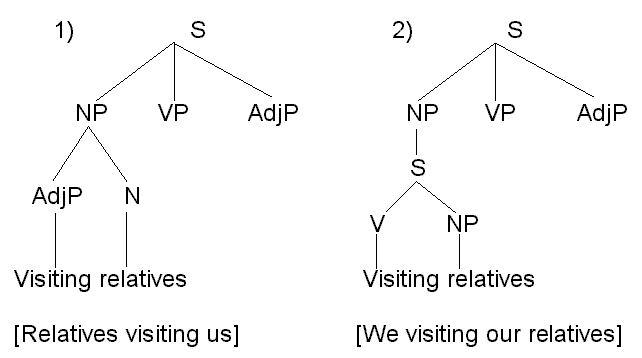 1) S 2) S
NP VP AdjP NP VP AdjP
S
AdjP N V NP
Visiting relatives Visiting relatives
[Relatives visiting us] [We visiting our relatives]